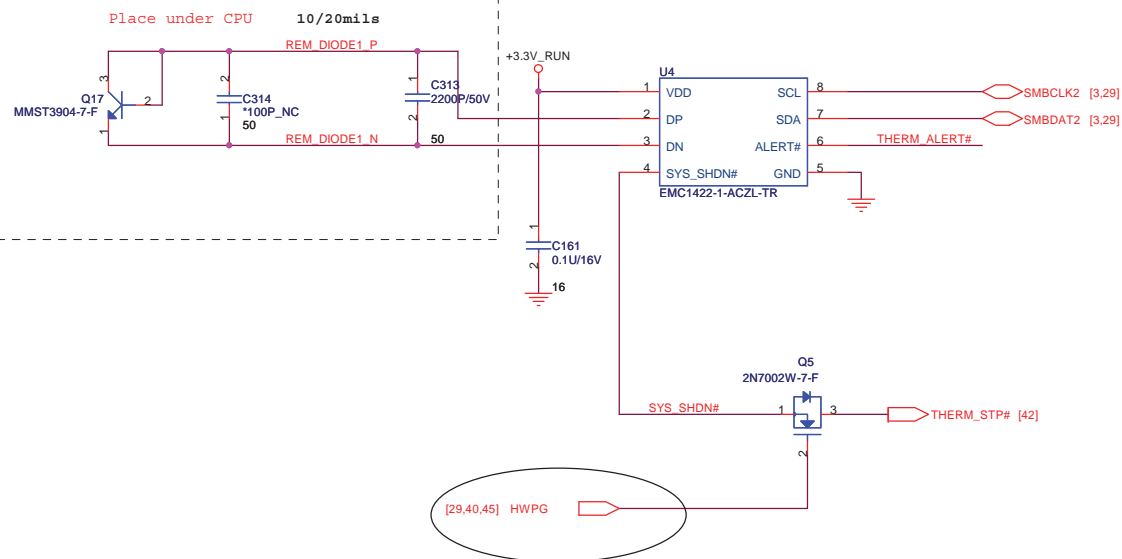 Place under CPU 10/20mils
REM_DIODE1_P
+3.3V_RUN
U4
3
2
1
C313
1
VDD
SCL
8
SMBCLK2 [3,29]
Q17
2
C314
2200P/50V
MMST3904-7-F
*100P_NC
2
DP
SDA
7
SMBDAT2 [3,29]
1
50
1
2
REM_DIODE1_N
50
3
DN
ALERT#
6
THERM_ALERT#
4
SYS_SHDN#
GND
5
EMC1422-1-ACZL-TR
1
C161
0.1U/16V
2
16
Q5
2N7002W-7-F
SYS_SHDN#
1
3
THERM_STP# [42]
2
[29,40,45] HWPG